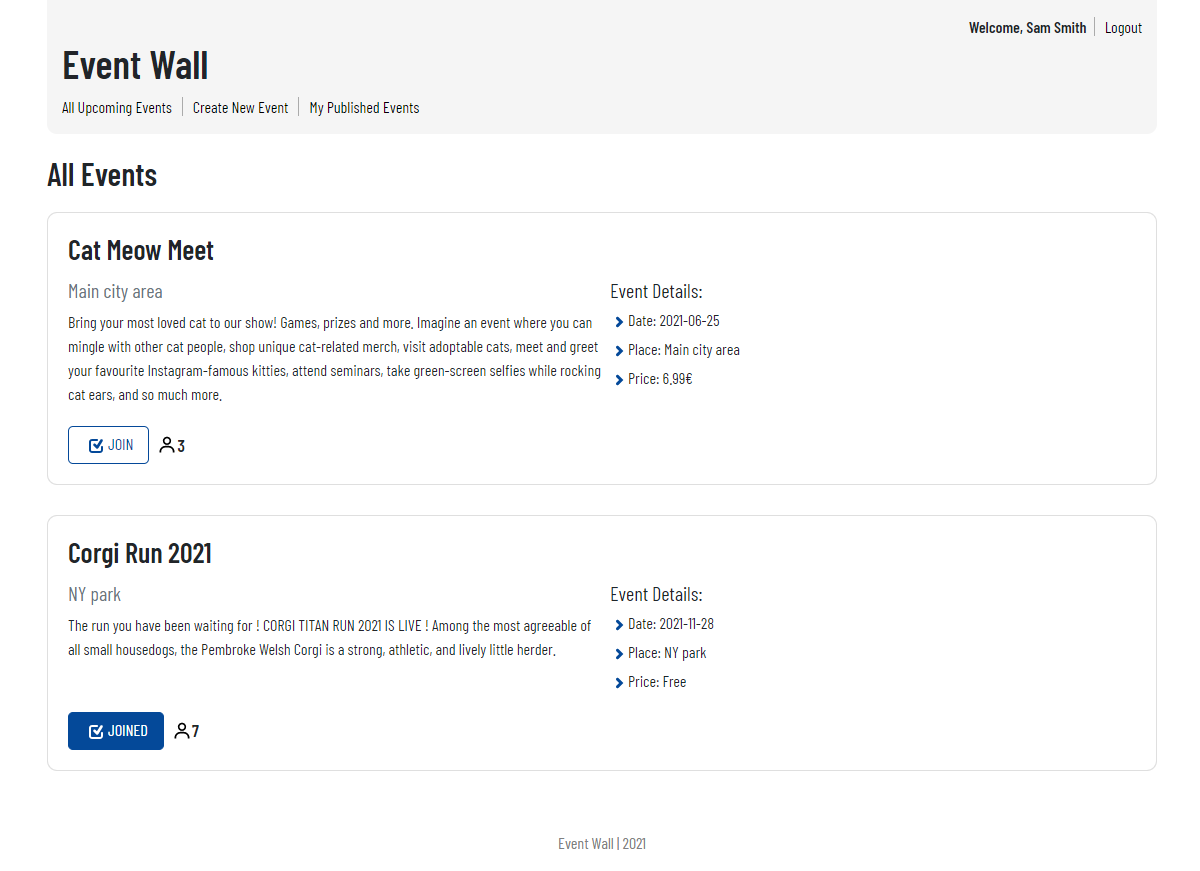 Welcome, Sam Smith
Logout
Event Wall
All Upcoming Events
Create New Event
My Published Events
All Events
Cat Meow Meet
Main city area
Bring your most loved cat to our show! Games, prizes and more. Imagine an event where you can
mingle with other cat people, shop unique cat-related merch, visit adoptable cats, meet and greet
your favourite Instagram-famous kitties, attend seminars, take green-screen selfies while rocking
cat ears, and so much more.
Event Details:
Date: 2021-06-25
Place: Main city area
Price: 6,99€
JOIN
3
Corgi Run 2021
NY park
The run you have been waiting for ! CORGI TITAN RUN 2021 IS LIVE ! Among the most agreeable of
all small housedogs, the Pembroke Welsh Corgi is a strong, athletic, and lively little herder.
Event Details:
Date: 2021-11-28
Place: NY park
Price: Free
JOINED
7
Event Wall | 2021